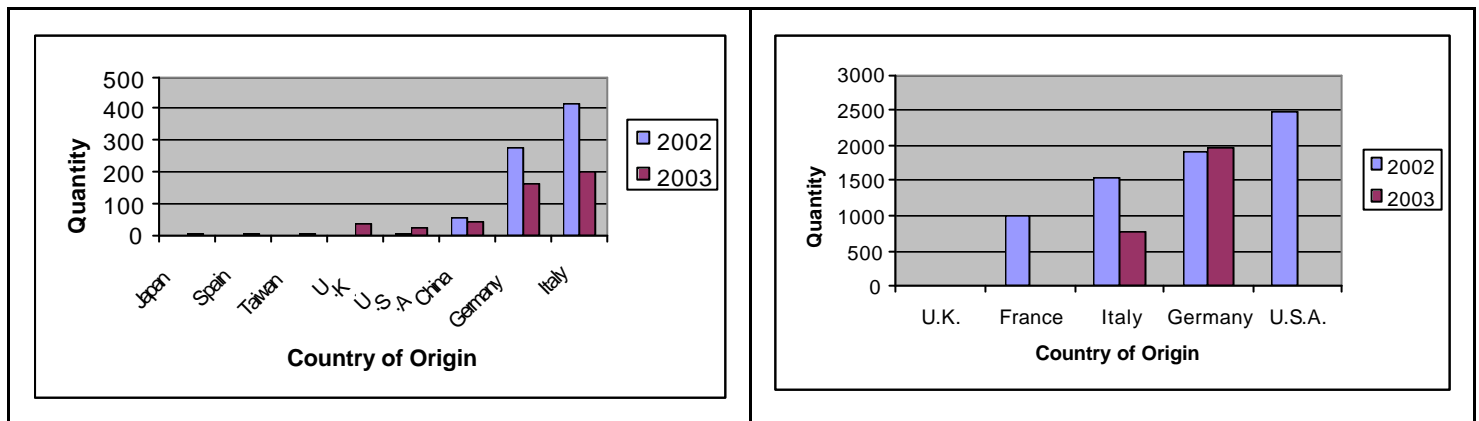 500
400
300
200
100
0
Quantity
Japan
Spain
Taiwan
U
.K
U
.S
.A
China
Germany
Italy
Country of Origin
2002
2003
3000
2500
2000
1500
1000
500
0
Quantity
U.K. France Italy Germany U.S.A.
Country of Origin
2002
2003